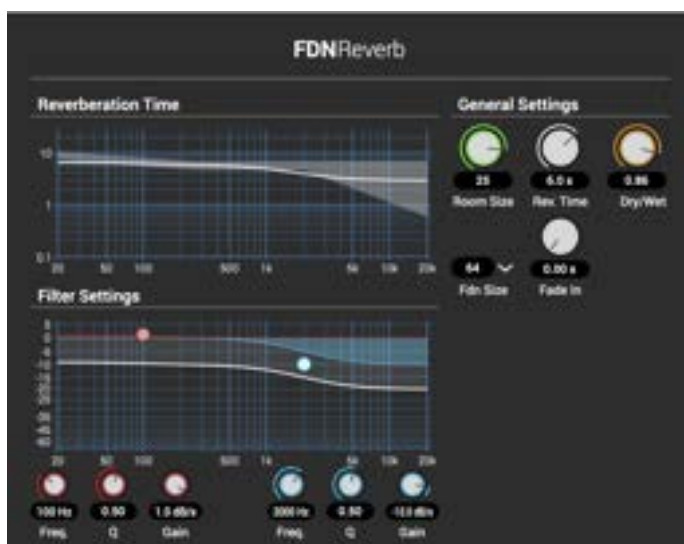 FDNReverb
Reverberation Time
General Settings
10
1
0.1
20 50 100 500 1k 5k 10k 20k
25 6.0 s 0.86
Room Size Rev. Time Dry/Wet
64 0.00 s
Fdn Size Fade In
Filter Settings
20 50 100 500 1k 5k 10k 20k
100 Hz 0.50 1.0 dB/s 2000 Hz 0.50 -10.0 dB/s
Freq. Q Gain Freq. Q Gain